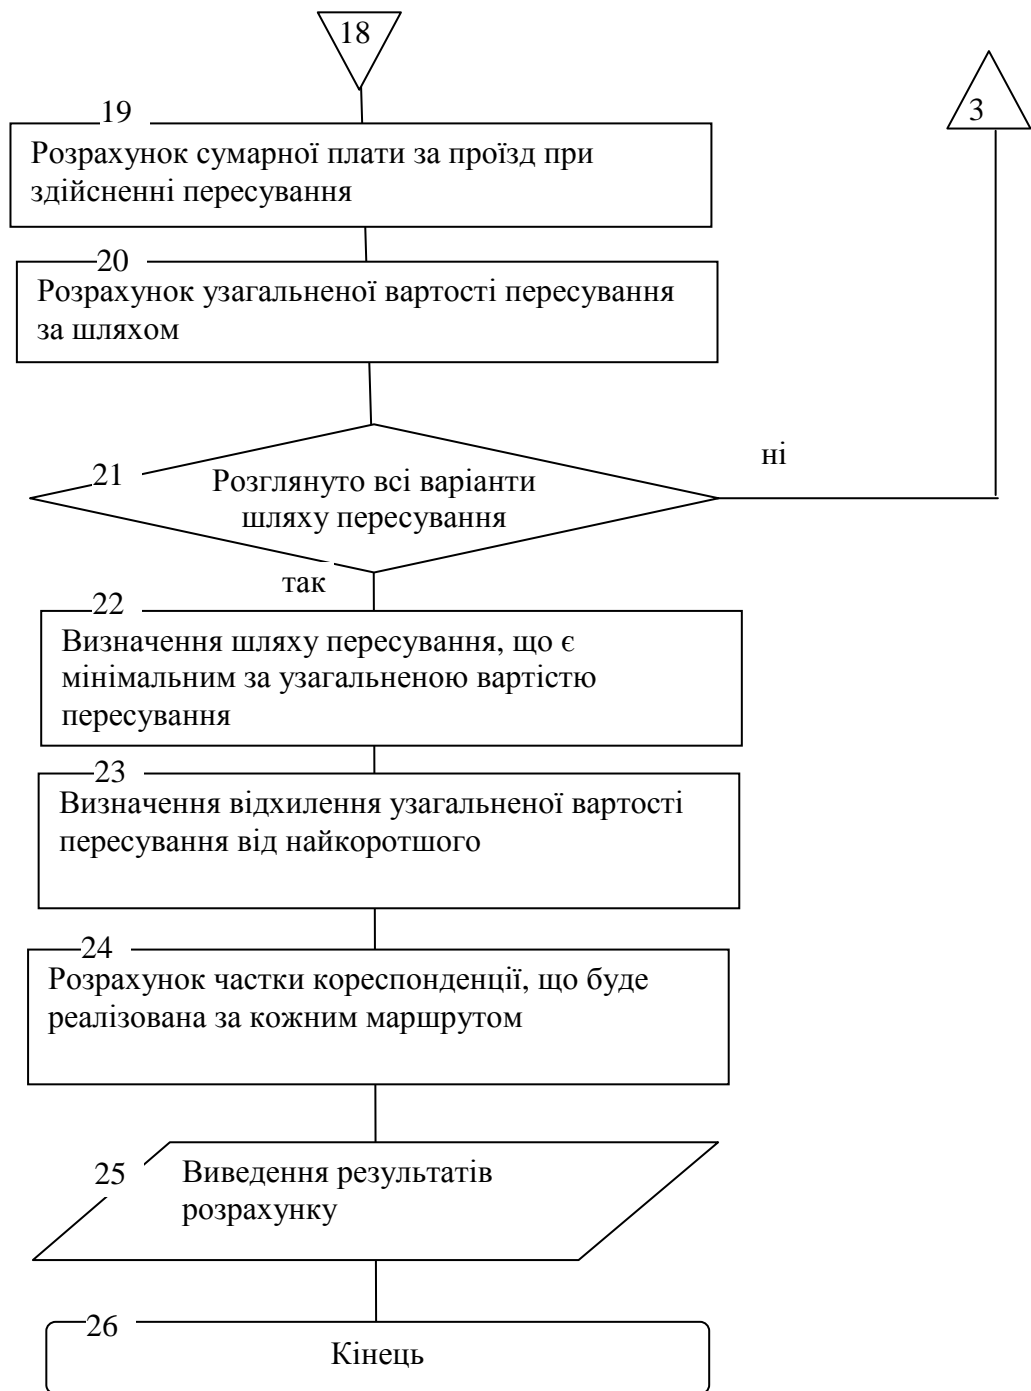 18
3
19
Розрахунок сумарної плати за проїзд при
здійсненні пересування
20
Розрахунок узагальненої вартості пересування
за шляхом
21
Розглянуто всі варіанти
шляху пересування
ні
так
22
Визначення шляху пересування, що є
мінімальним за узагальненою вартістю
пересування
23
Визначення відхилення узагальненої вартості
пересування від найкоротшого
24
Розрахунок частки кореспонденції, що буде
реалізована за кожним маршрутом
25
Виведення результатів
розрахунку
26
Кінець